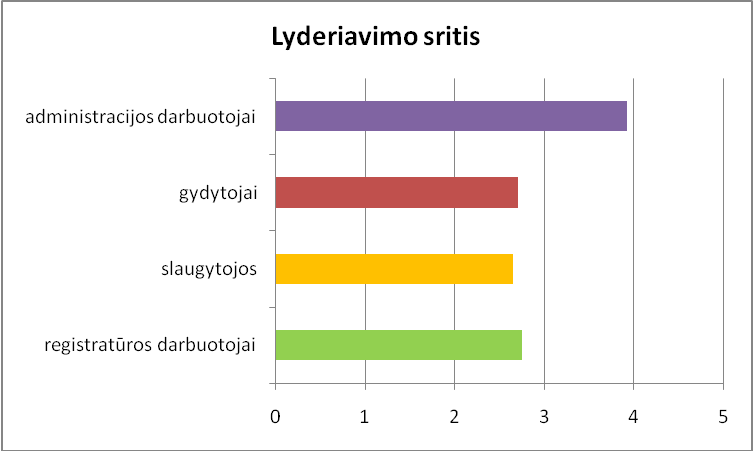 Lyderiavimo sritis
administracijos darbuotojai
gydytojai
slaugytojos
registratūros darbuotojai
0 1 2 3 4 5